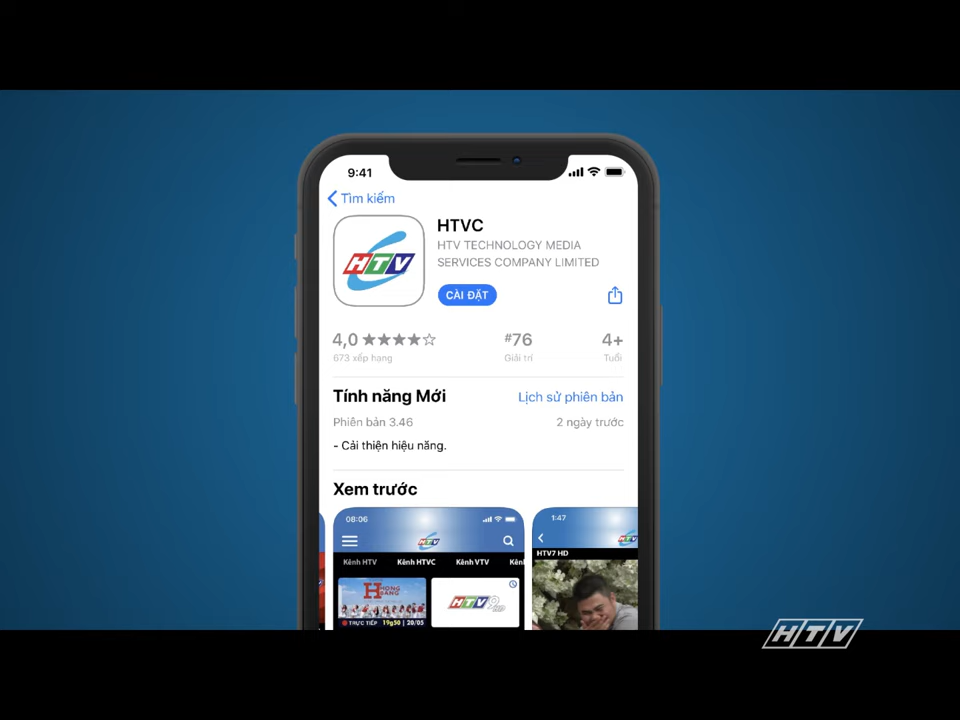 9:41
Tìm kiếm
HTV
HTVC
HTV TECHNOLOGY MEDIA
SERVICES COMPANY LIMITED
CÀI ĐẶT
4,0 ★★★★☆
#76
4+
673 xếp hạng
Giải trí
Tuổi
Tính năng Mới
Lịch sử phiên bản
Phiên bản 3.46
2 ngày trước
- Cải thiện hiệu năng.
Xem trước
08:06
1:47
HTV
HTV
HTV7 HD
Kênh HTV
Kênh HTVC
Kênh VTV
TRỰC TIẾP
19g50 | 20/05
HTV
HTV